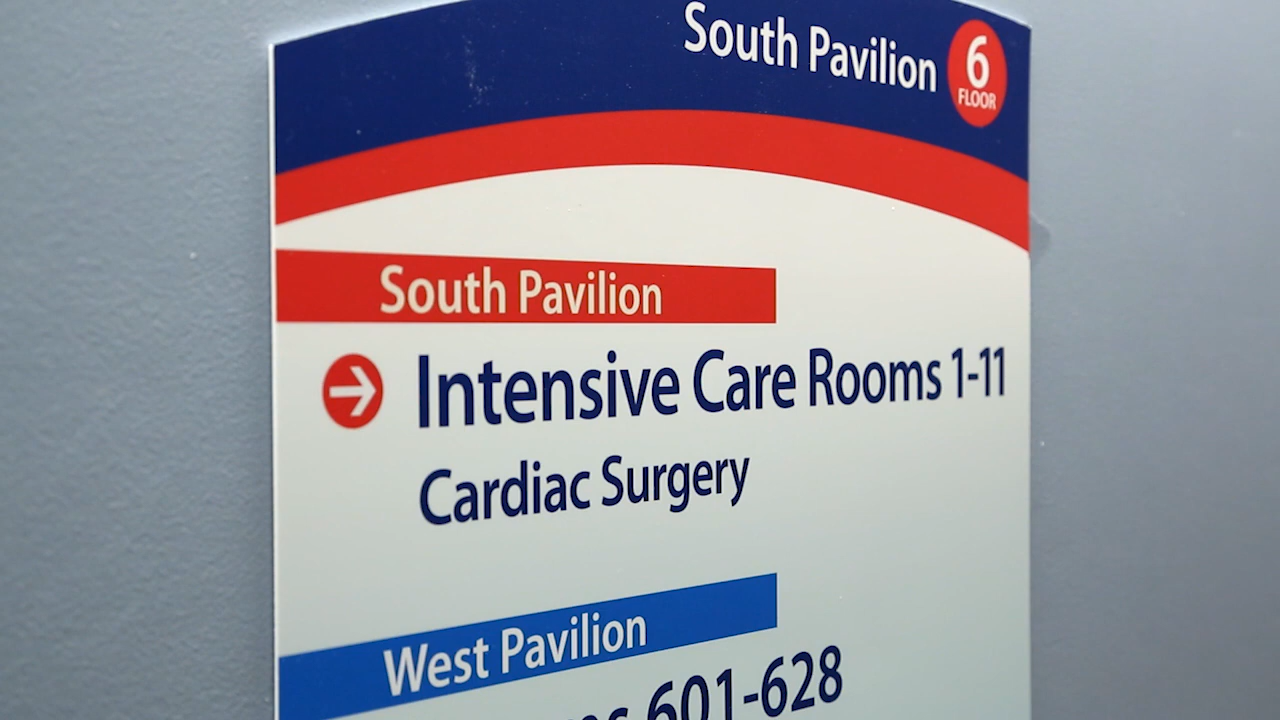 South Pavilion 6
FLOOR
South Pavilion
Intensive Care Rooms 1-11
Cardiac Surgery
West Pavilion
601-628